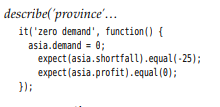 describe('province'...
it('zero demand', function() {
asia.demand = 0;
expect(asia.shortfall).equal(-25);
expect(asia.profit).equal(0);
});